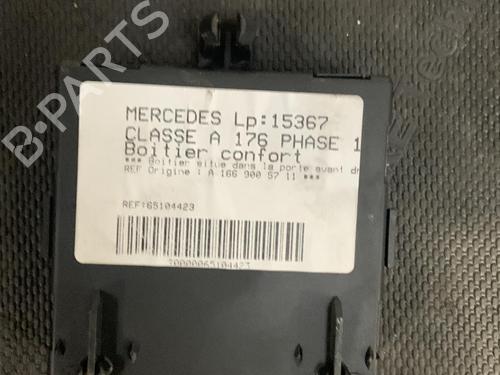 B-PARTS
MERCEDES Lp:15367
CLASSE A 176 PHASE 1
Boitier confort
*** Boitier situe dans la porte avant dr
REF Origine : A 166 900 57 11 ***
REF:65104423
70000065104423